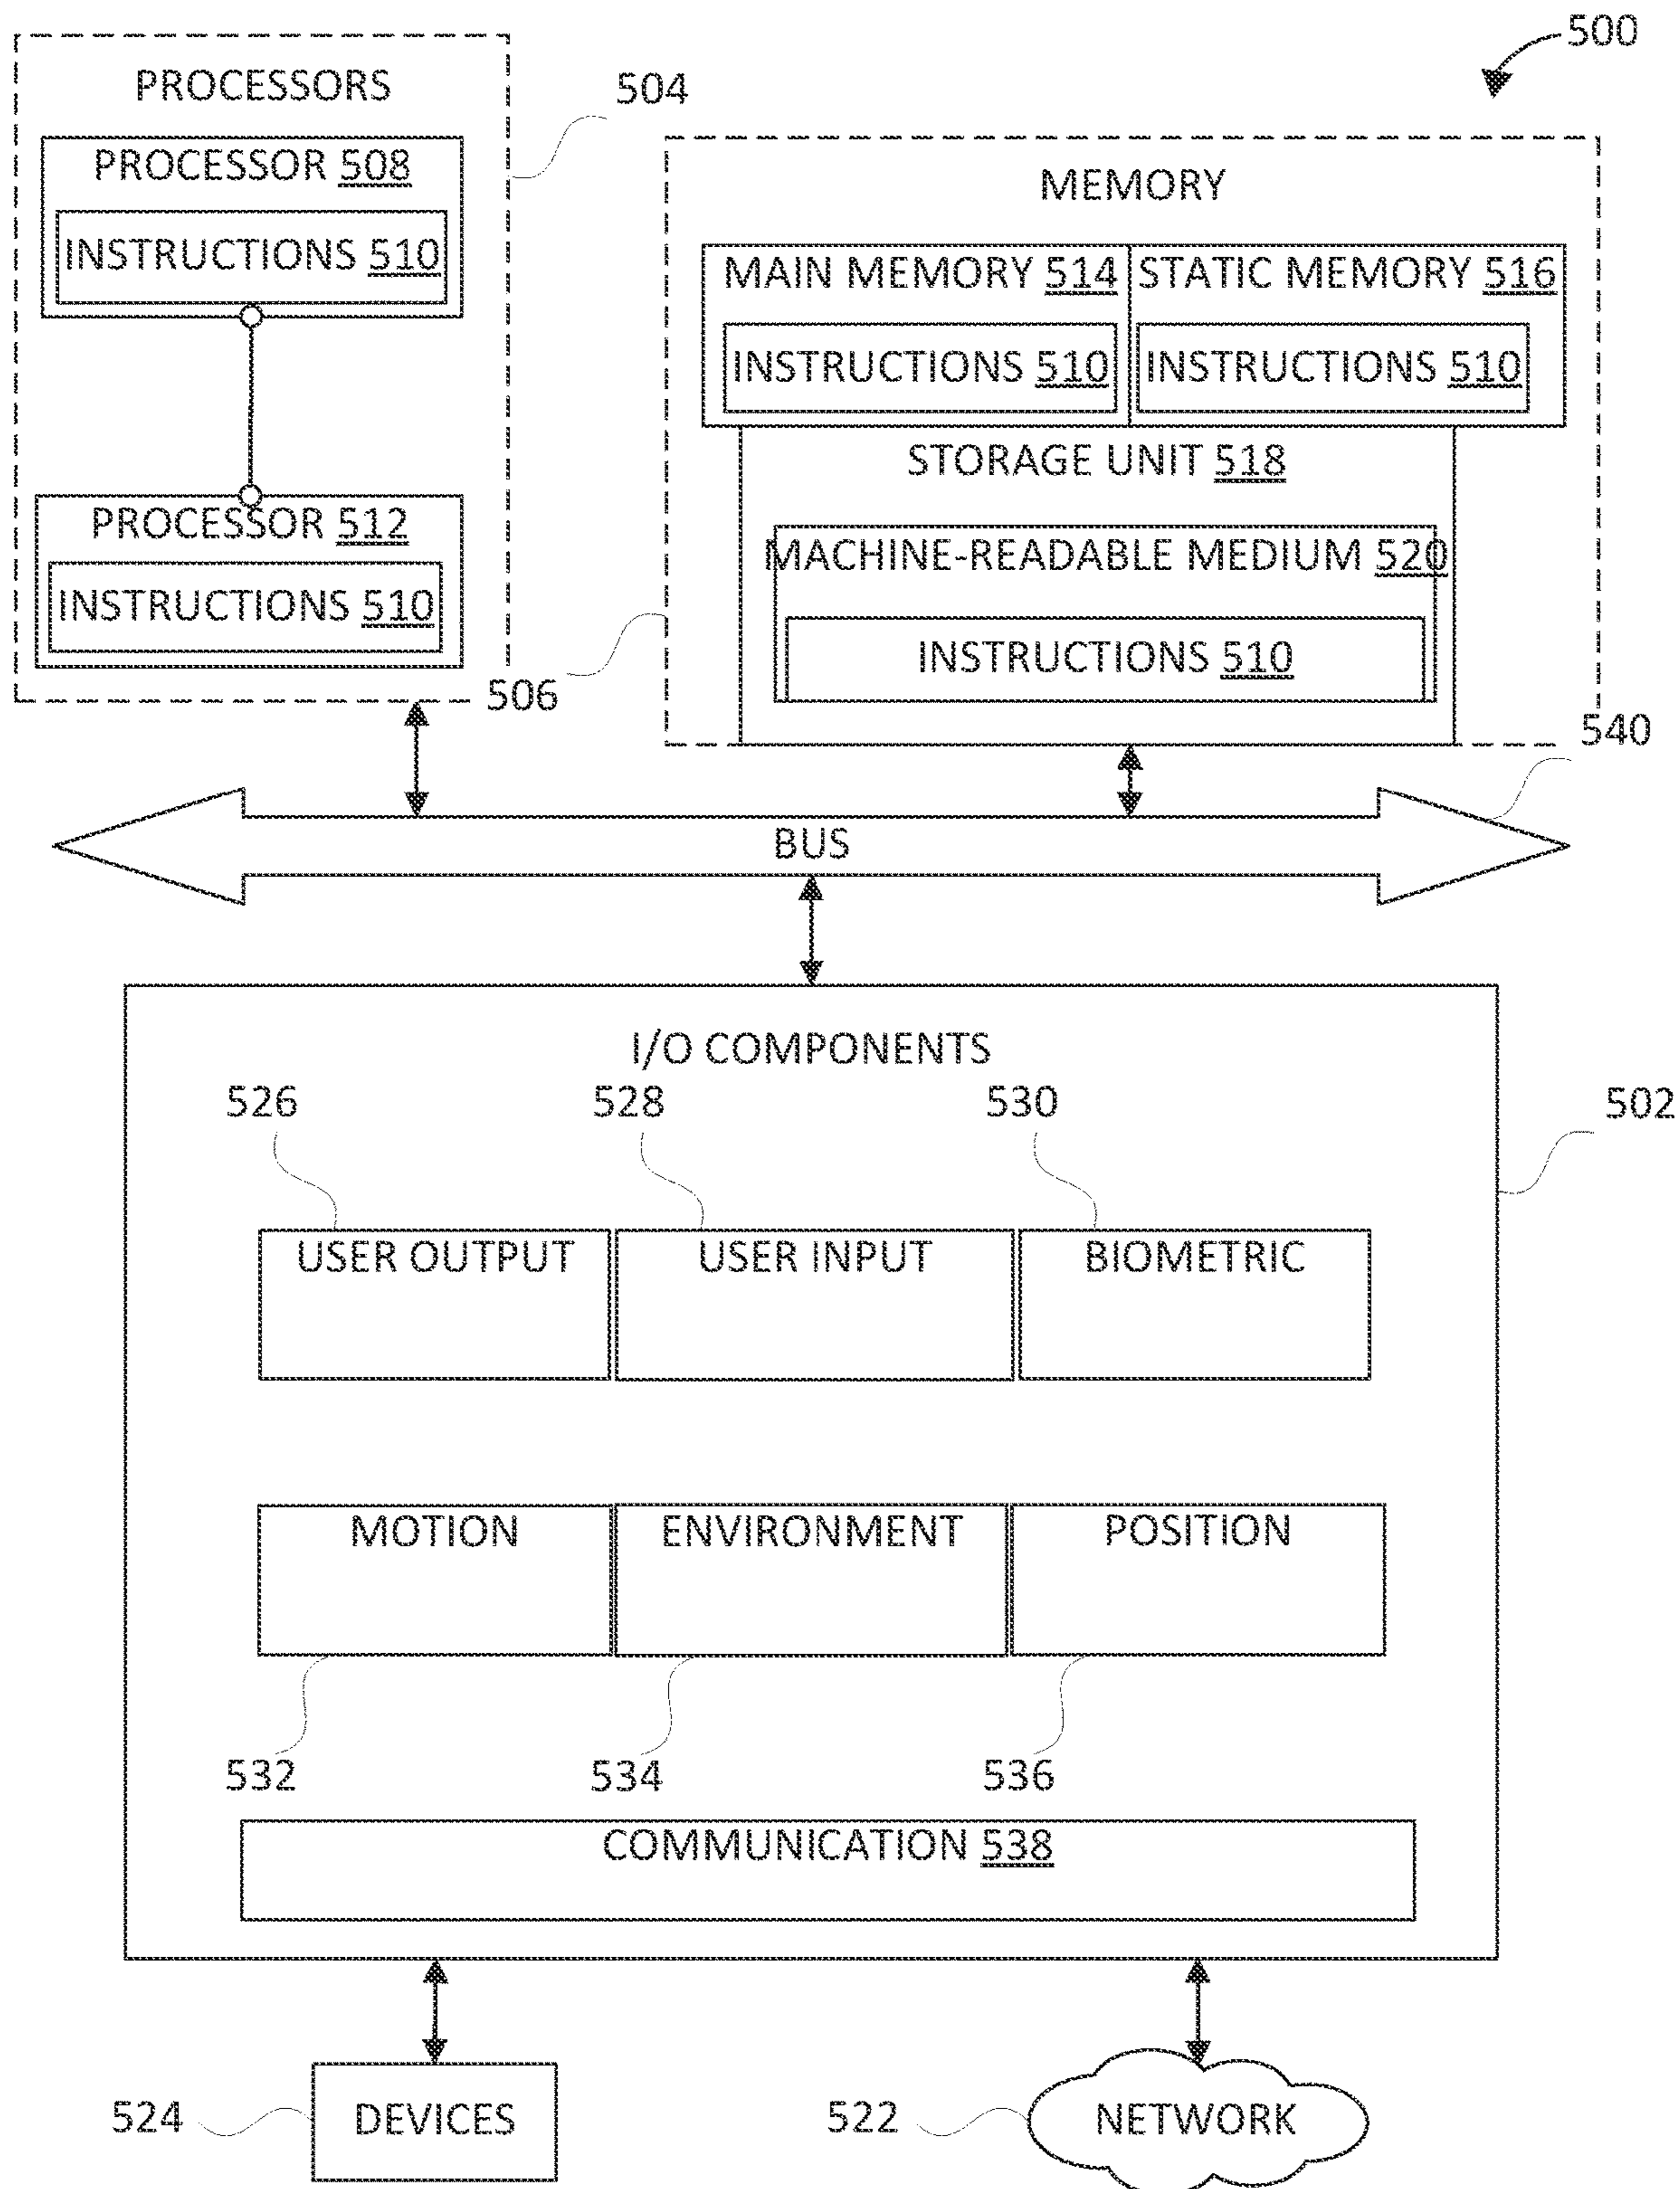 500
PROCESSORS
504
PROCESSOR 508
INSTRUCTIONS 510
PROCESSOR 512
INSTRUCTIONS 510
506
MEMORY
MAIN MEMORY 514
STATIC MEMORY 516
INSTRUCTIONS 510
INSTRUCTIONS 510
STORAGE UNIT 518
MACHINE-READABLE MEDIUM 520
INSTRUCTIONS 510
540
BUS
I/O COMPONENTS
502
526
528
530
USER OUTPUT
USER INPUT
BIOMETRIC
MOTION
ENVIRONMENT
POSITION
532
534
536
COMMUNICATION 538
524
DEVICES
522
NETWORK